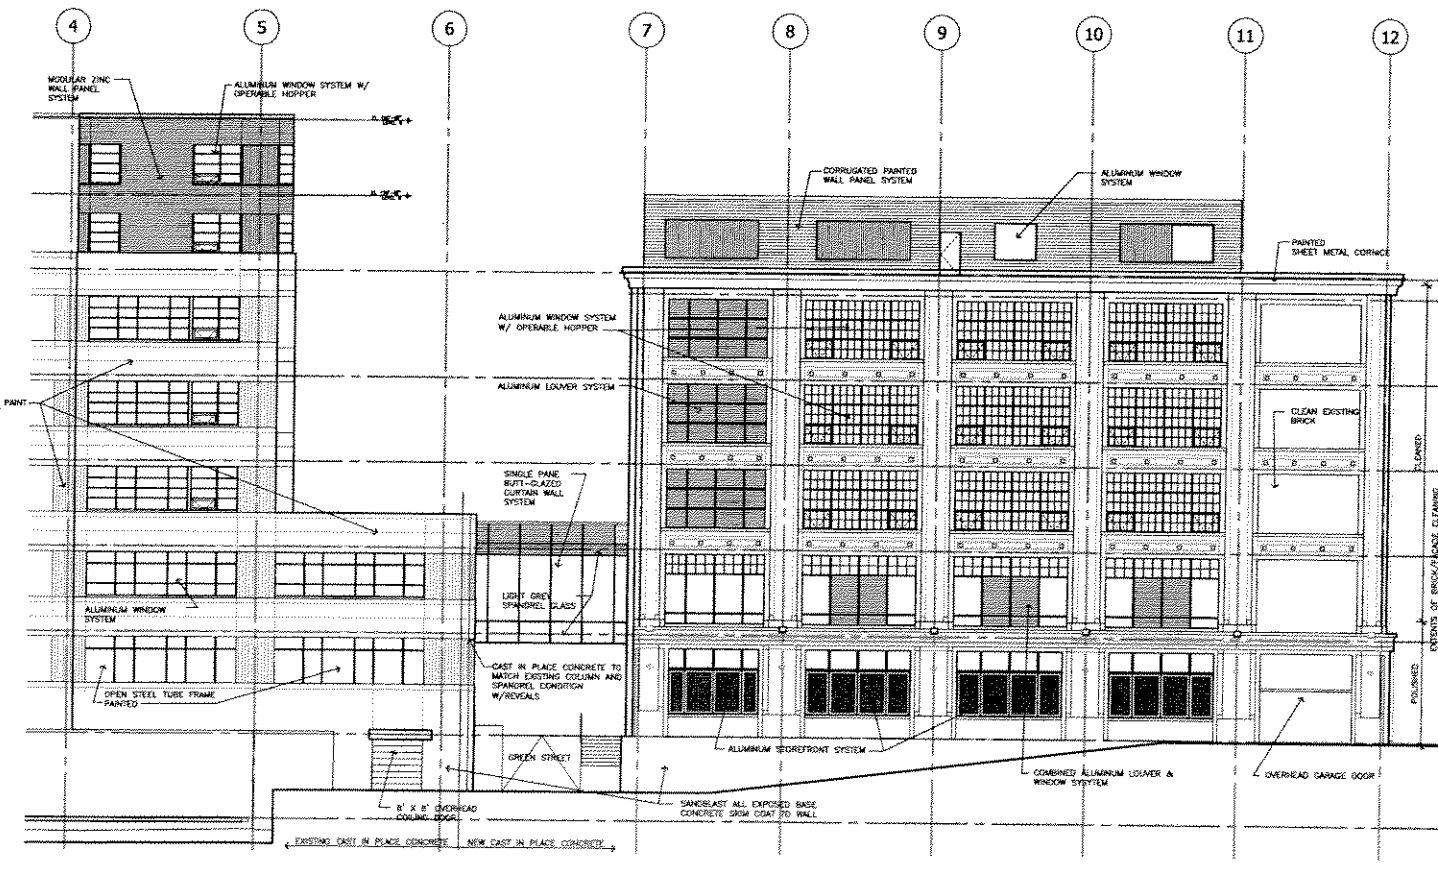 4
5
6
7
8
9
10
11
12
MODULAR ZINC
WALL PANEL
SYSTEM
ALUMINUM WINDOW SYSTEM W/
OPERABLE HOPPER
CORRUGATED PAINTED
WALL PANEL SYSTEM
ALUMINUM WINDOW
SYSTEM
PAINTED
SHEET METAL CORNICE
ALUMINUM WINDOW SYSTEM
W/ OPERABLE HOPPER
ALUMINUM LOUVER SYSTEM
PAINT
CLEAN EXISTING
BRICK
CLEANED
EXTENTS OF BRICK/FACADE CLEANING
POLISHED
SINGLE PANE
BUTT-GLAZED
CURTAIN WALL
SYSTEM
LIGHT GREY
SPANDREL GLASS
ALUMINUM WINDOW
SYSTEM
CAST IN PLACE CONCRETE TO
MATCH EXISTING COLUMN AND
SPANDREL CONDITION
W/REVEALS
OPEN STEEL TUBE FRAME
PAINTED
GREEN STREET
ALUMINUM STOREFRONT SYSTEM
COMBINED ALUMINUM LOUVER &
WINDOW SYSYTEM
OVERHEAD GARAGE DOOR
8' X 8' OVERHEAD
COILING DOOR
SANDBLAST ALL EXPOSED BASE
CONCRETE SKIM COAT TO WALL
EXISTING CAST IN PLACE CONCRETE
NEW CAST IN PLACE CONCRETE